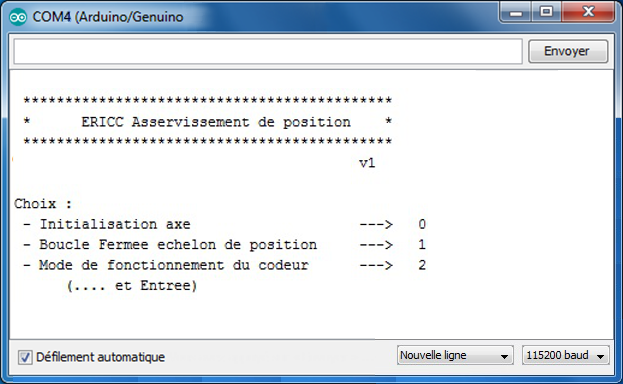 COM4 (Arduino/Genuino
Envoyer
********************************************
* ERICC Asservissement de position *
********************************************
v1
Choix :
- Initialisation axe ---> 0
- Boucle Fermee echelon de position ---> 1
- Mode de fonctionnement du codeur ---> 2
(.... et Entree)
Défilement automatique
Nouvelle ligne
115200 baud